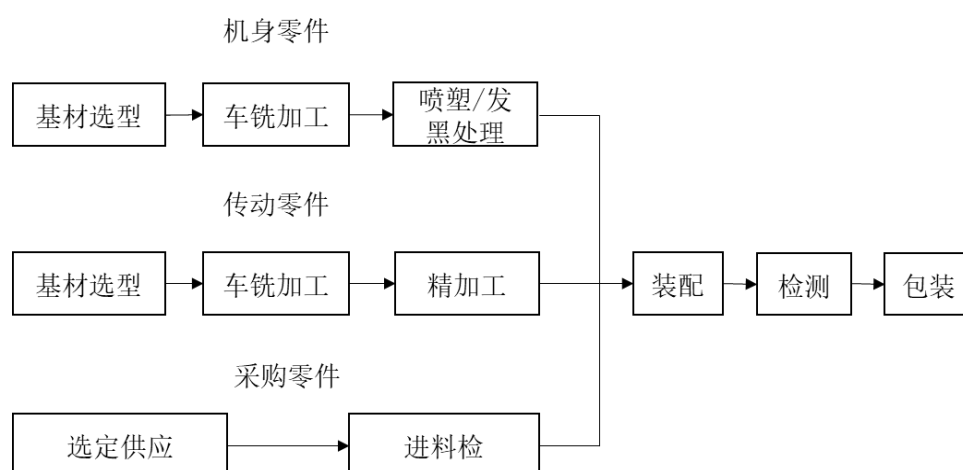 机身零件
基材选型
车铣加工
喷塑/发
黑处理
传动零件
基材选型
车铣加工
精加工
装配
检测
包装
采购零件
选定供应
进料检